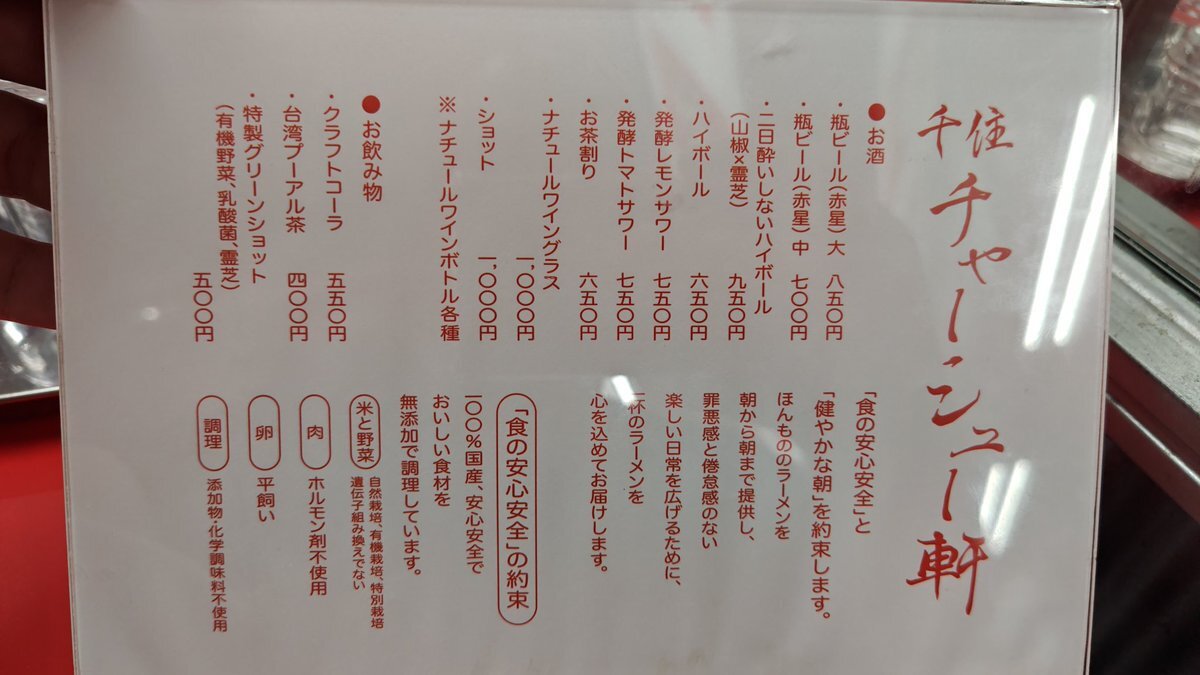 千住
チャーシュー軒
●お酒
・瓶ビール（赤星）大 八五〇円
・瓶ビール（赤星）中 七〇〇円
・二日酔いしないハイボール
（山椒×霊芝） 九五〇円
・ハイボール 六五〇円
・発酵レモンサワー 七五〇円
・発酵トマトサワー 七五〇円
・お茶割り 六五〇円
・ナチュールワイングラス
一,〇〇〇円
・ショット 一,〇〇〇円
※ナチュールワインボトル各種
●お飲み物
・クラフトコーラ 五五〇円
・台湾プーアル茶 四〇〇円
・特製グリーンショット
（有機野菜、乳酸菌、霊芝）
五〇〇円
「食の安心安全」と
「健やかな朝」を約束します。
ほんもののラーメンを
朝から朝まで提供し、
罪悪感と倦怠感のない
楽しい日常を広げるために、
一杯のラーメンを
心を込めてお届けします。
「食の安心安全」の約束
一〇〇％国産、安心安全で
おいしい食材を
無添加で調理しています。
米と野菜 自然栽培、有機栽培、特別栽培
遺伝子組み換えでない
肉 ホルモン剤不使用
卵 平飼い
調理 添加物・化学調味料不使用